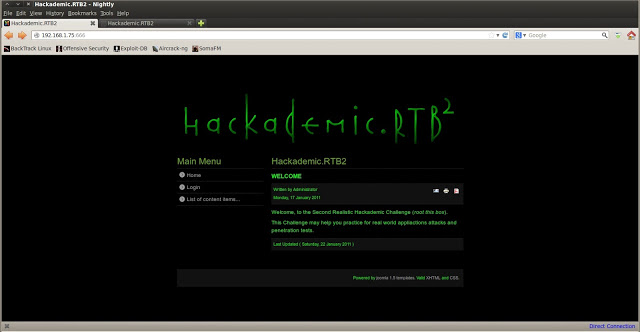 Hackademic.RTB2 - Nightly
File Edit View History Bookmarks Tools Help
Hackademic.RTB2 Hackademic.RTB2
192.168.1.75:666 Google
BackTrack Linux Offensive Security Exploit-DB Aircrack-ng SomaFM
Hackademic.RTB2
Main Menu
Home
Login
List of content items...
Hackademic.RTB2
WELCOME
Written by Administrator
Monday, 17 January 2011
Welcome, to the Second Realistic Hackademic Challenge (root this box).
This Challenge may help you practice for real world appliactions attacks and
penetration tests.
Last Updated ( Saturday, 22 January 2011 )
Powered by joomla 1.5 templates. Valid XHTML and CSS.
Direct Connection